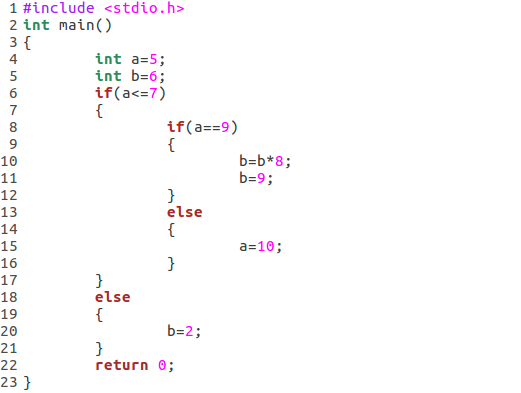 1 #include <stdio.h>
2 int main()
3 {
4         int a=5;
5         int b=6;
6         if(a<=7)
7         {
8                 if(a==9)
9                 {
10                         b=b*8;
11                         b=9;
12                 }
13                 else
14                 {
15                         a=10;
16                 }
17         }
18         else
19         {
20                 b=2;
21         }
22         return 0;
23 }